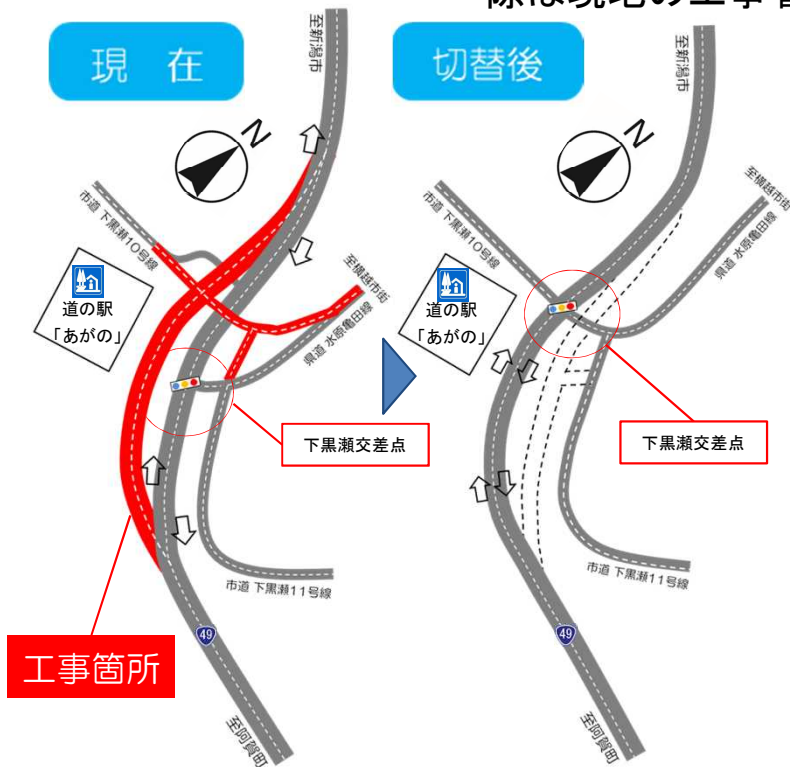 現 在
至新潟市
N
市道 下黒瀬10号線
道の駅
「あがの」
至横越市街
県道 水原亀田線
下黒瀬交差点
市道 下黒瀬11号線
49
工事箇所
至阿賀町
切替後
至新潟市
N
市道 下黒瀬10号線
道の駅
「あがの」
至横越市街
県道 水原亀田線
下黒瀬交差点
市道 下黒瀬11号線
49
至阿賀町